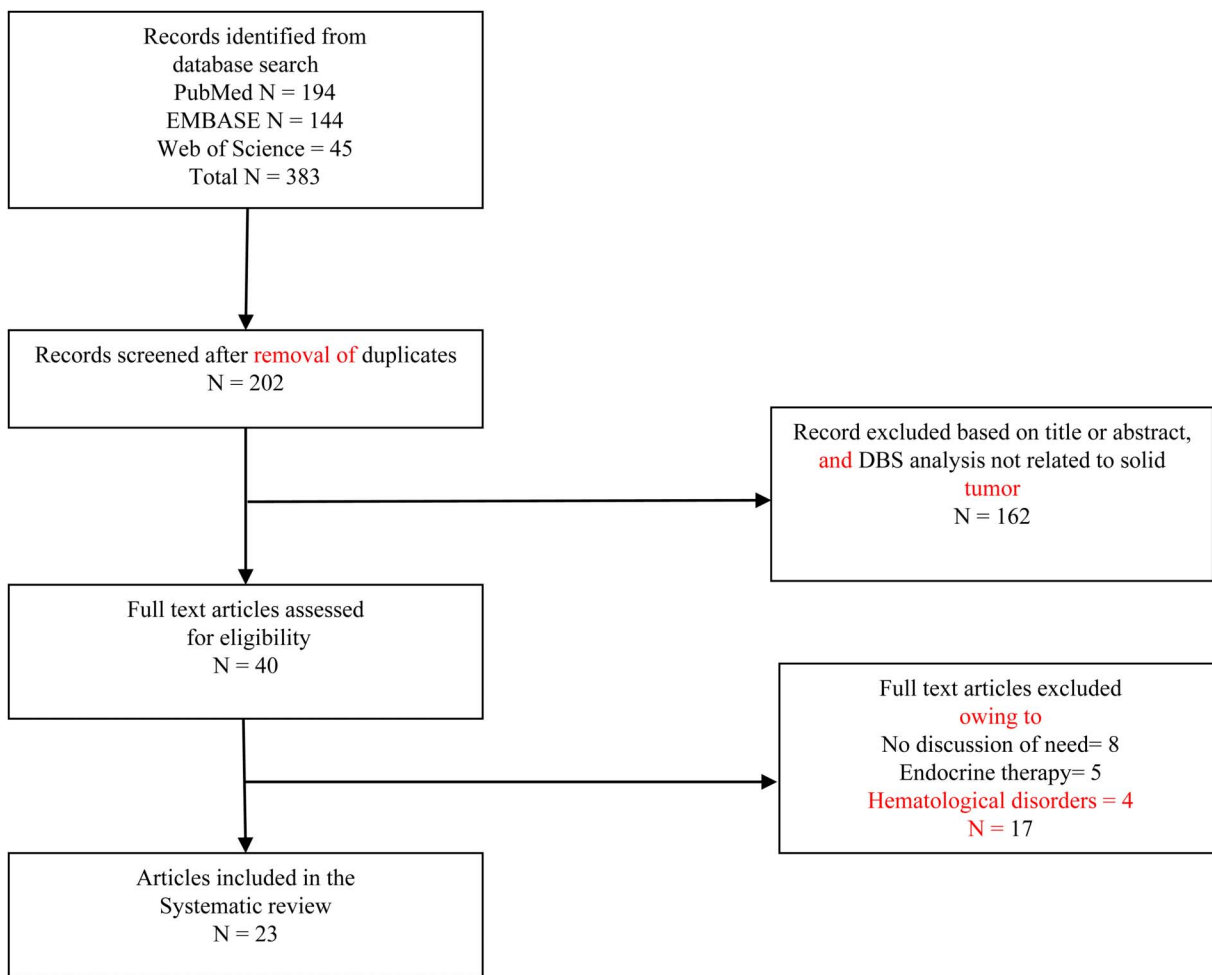 Records identified from
database search
PubMed N = 194
EMBASE N = 144
Web of Science = 45
Total N = 383
Records screened after removal of duplicates
N = 202
Record excluded based on title or abstract,
and DBS analysis not related to solid
tumor
N = 162
Full text articles assessed
for eligibility
N = 40
Full text articles excluded
owing to
No discussion of need= 8
Endocrine therapy= 5
Hematological disorders = 4
N = 17
Articles included in the
Systematic review
N = 23